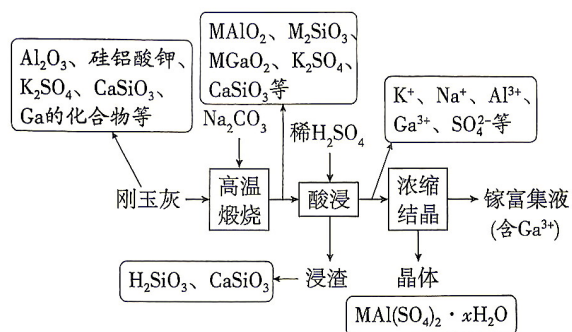 Al₂O₃、硅铝酸钾、
K₂SO₄、CaSiO₃、
Ga的化合物等
MAlO₂、M₂SiO₃、
MGaO₂、K₂SO₄、
CaSiO₃等
K⁺、Na⁺、Al³⁺、
Ga³⁺、SO₄²⁻等
Na₂CO₃
稀H₂SO₄
刚玉灰
高温
煅烧
酸浸
浓缩
结晶
镓富集液
(含Ga³⁺)
H₂SiO₃、CaSiO₃
浸渣
晶体
MAl(SO₄)₂·xH₂O